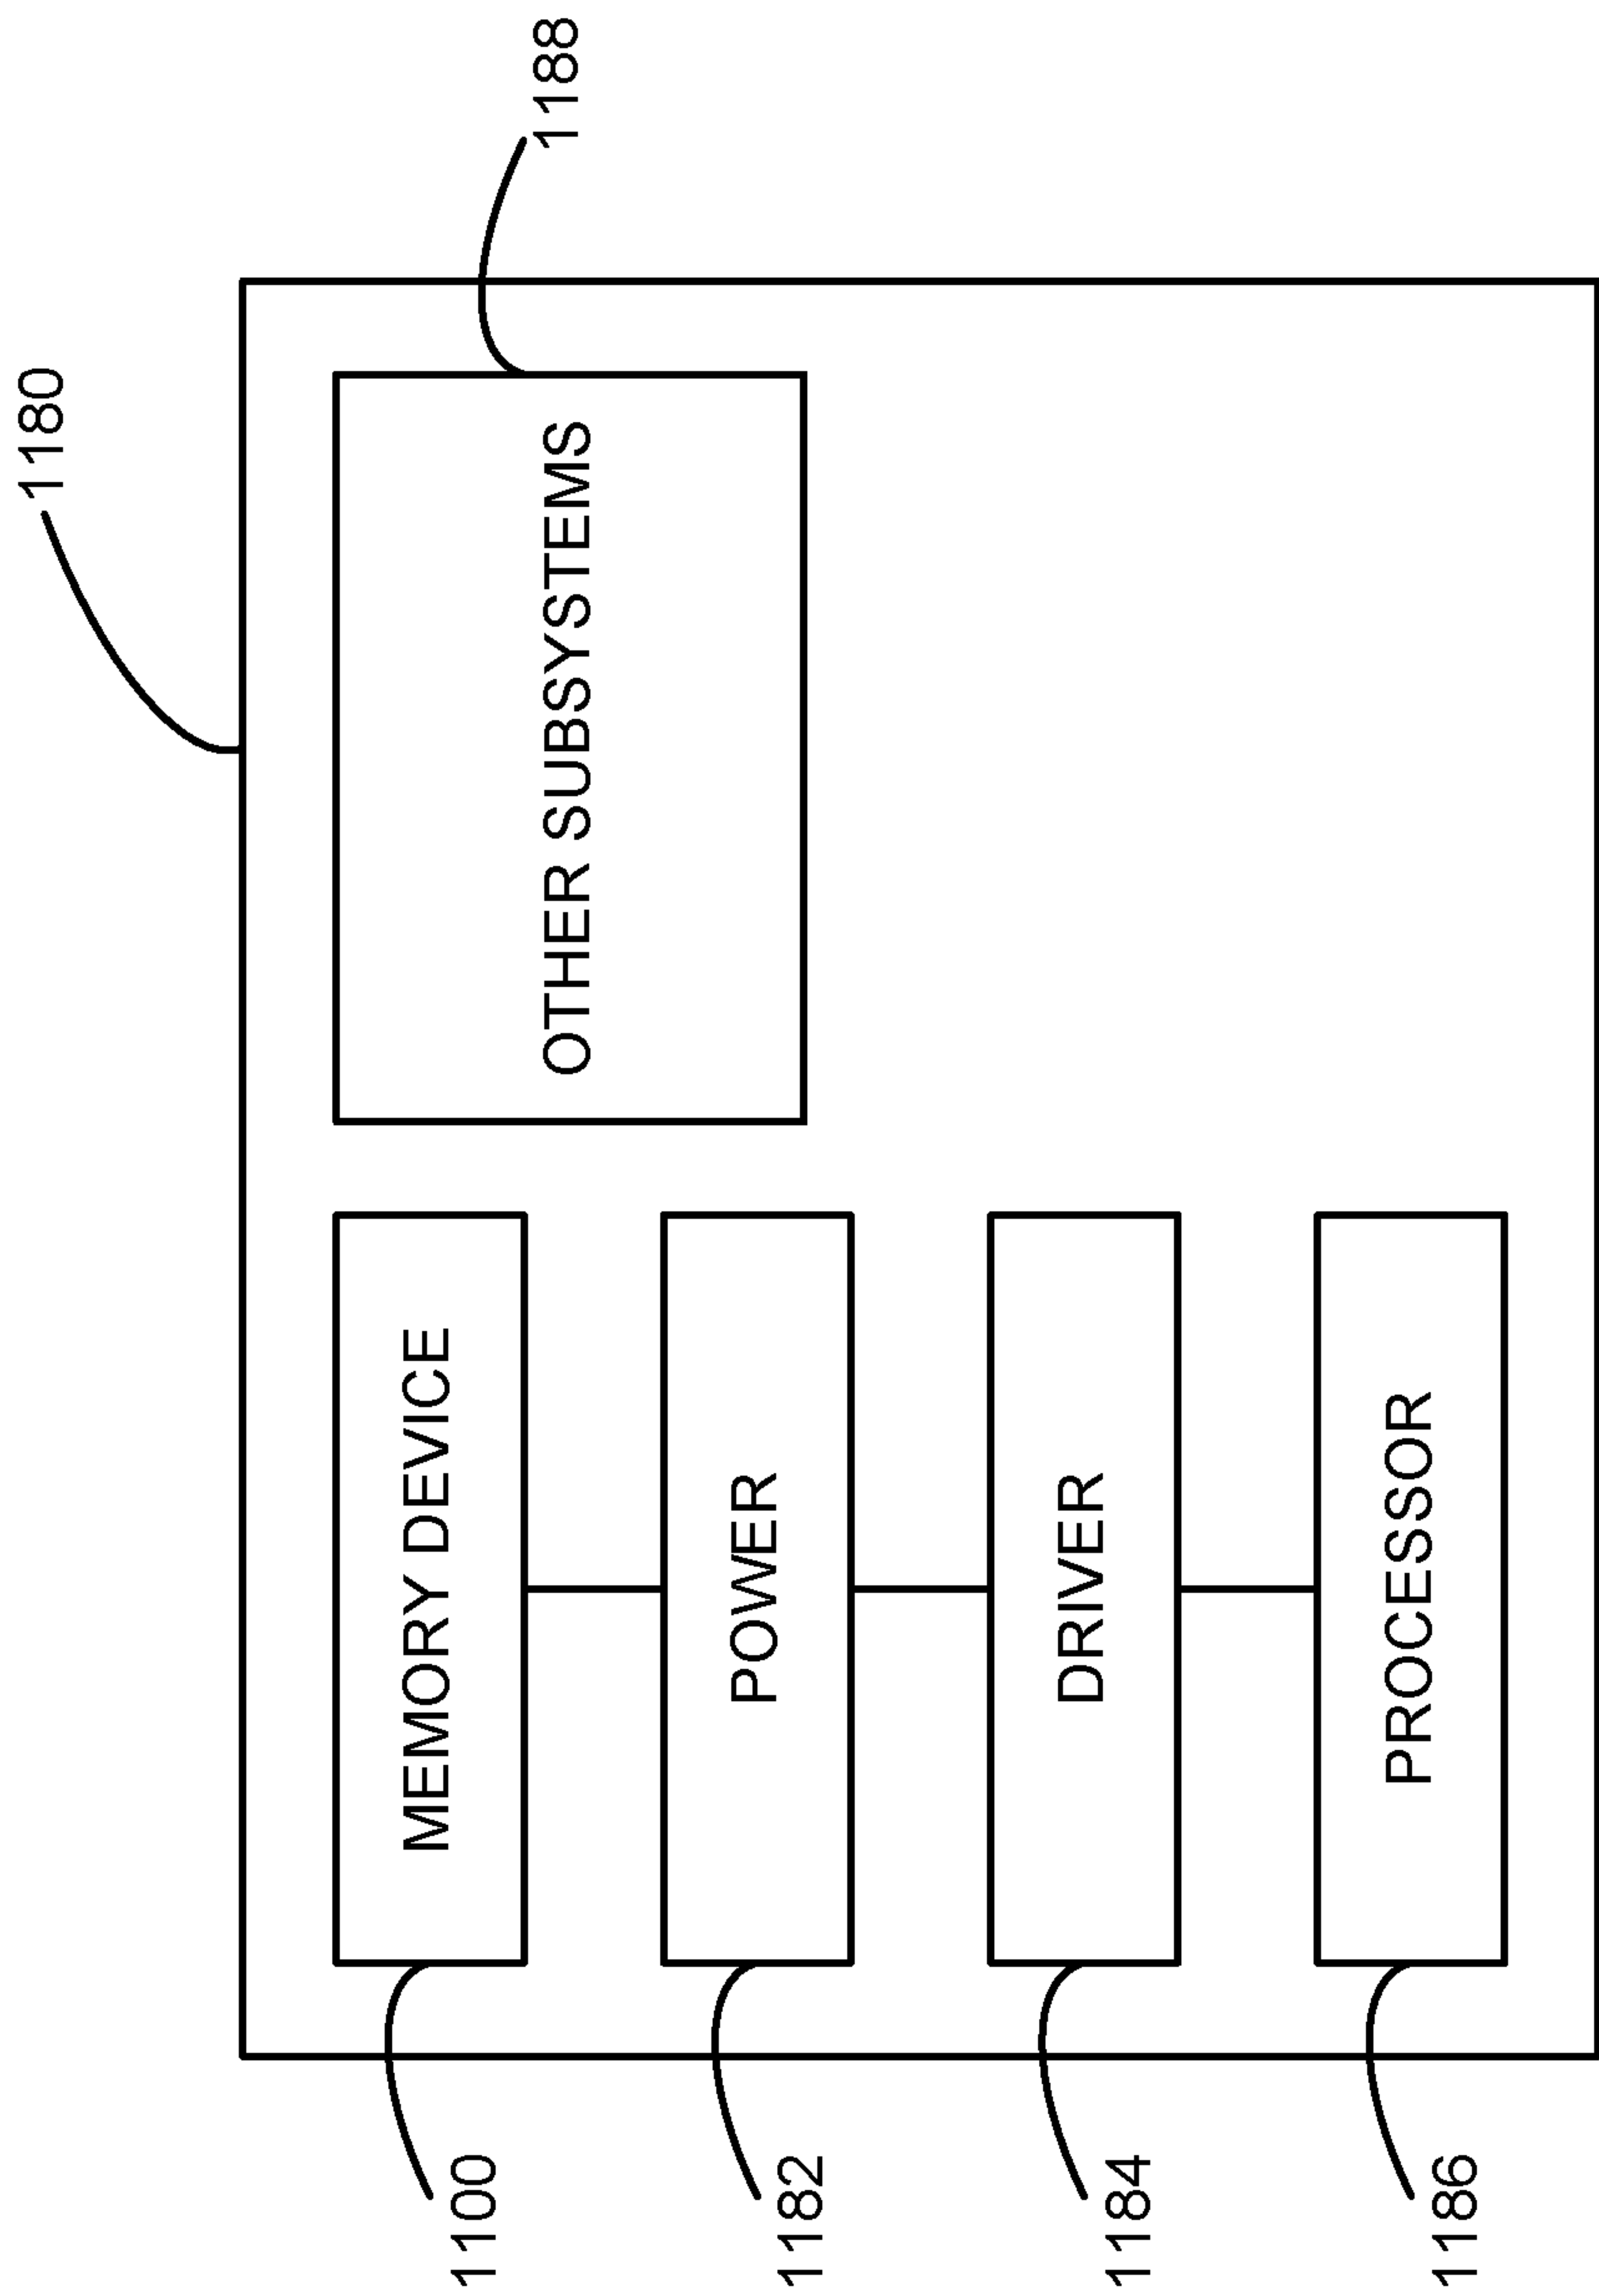 1180
MEMORY DEVICE
1100
OTHER SUBSYSTEMS
1188
POWER
1182
DRIVER
1184
PROCESSOR
1186